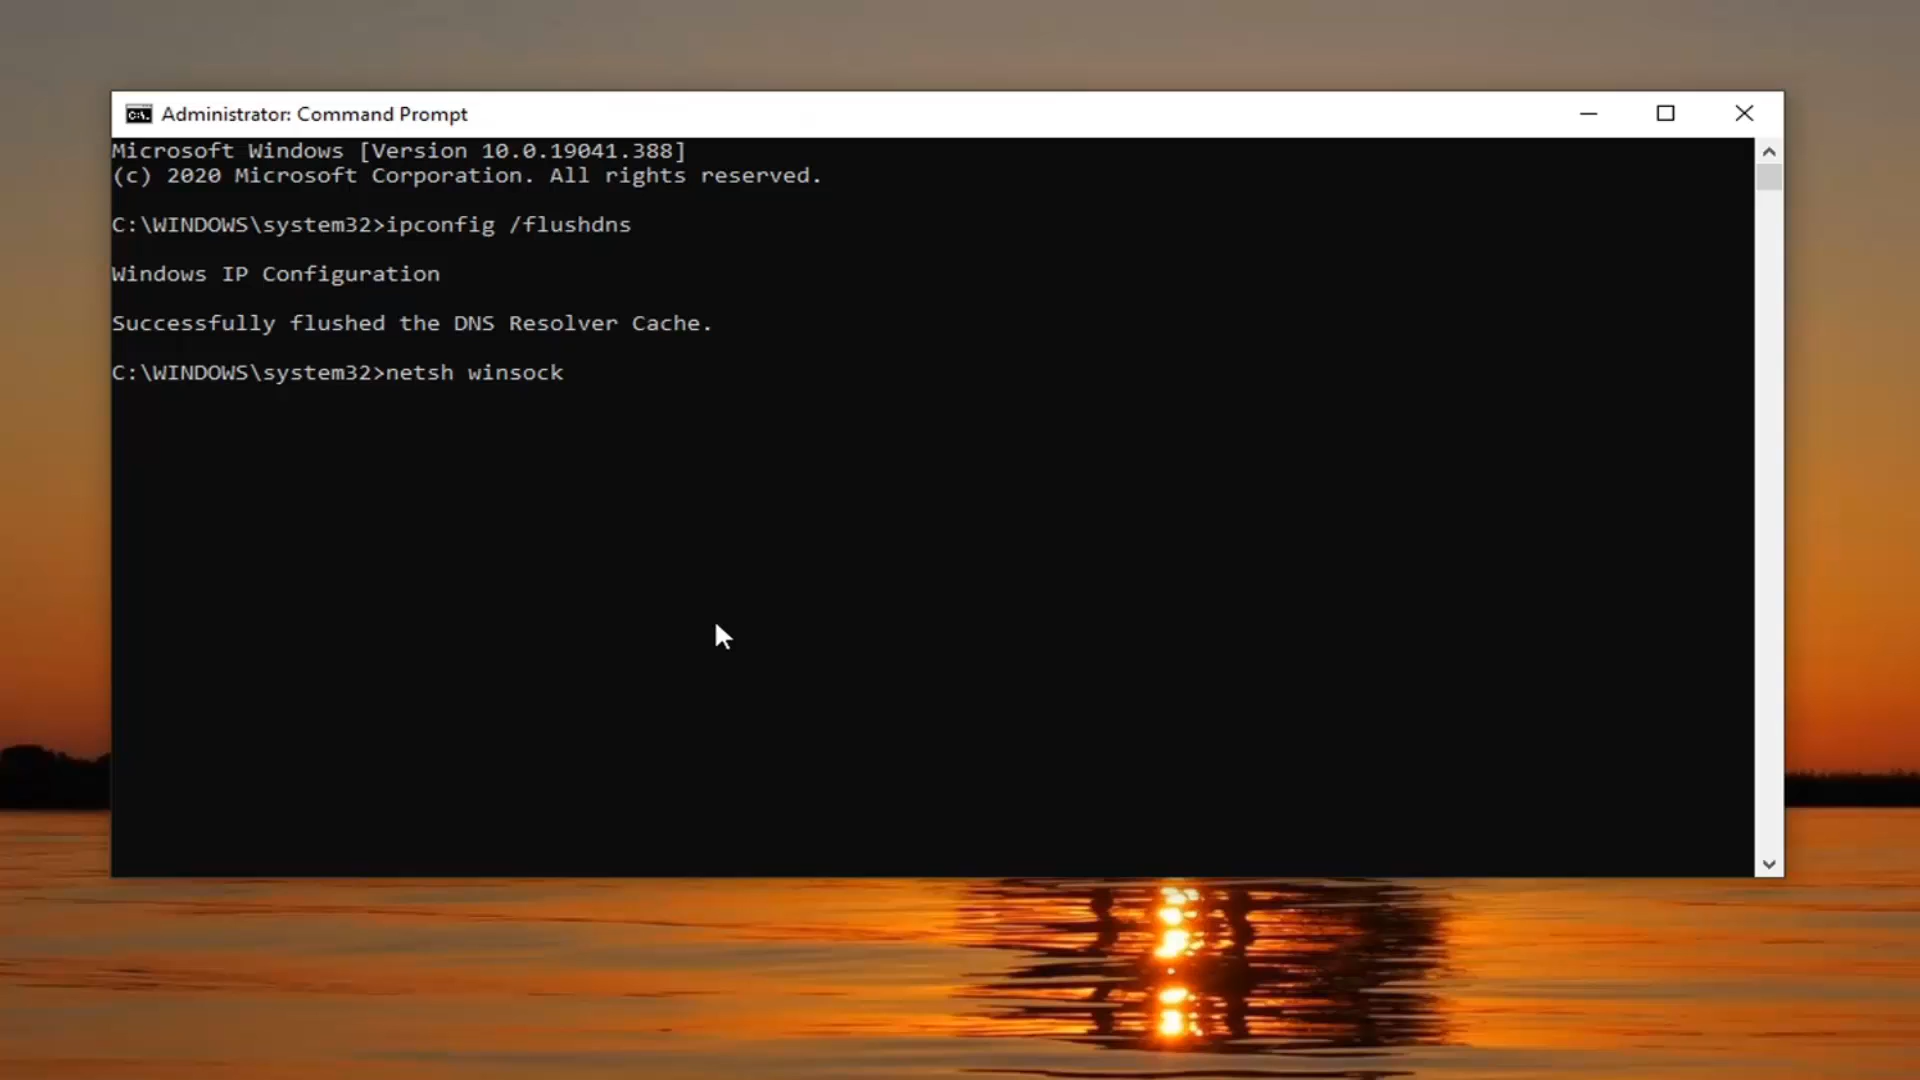 Administrator: Command Prompt
Microsoft Windows [Version 10.0.19041.388]
(c) 2020 Microsoft Corporation. All rights reserved.
C:\WINDOWS\system32>ipconfig /flushdns
Windows IP Configuration
Successfully flushed the DNS Resolver Cache.
C:\WINDOWS\system32>netsh winsock